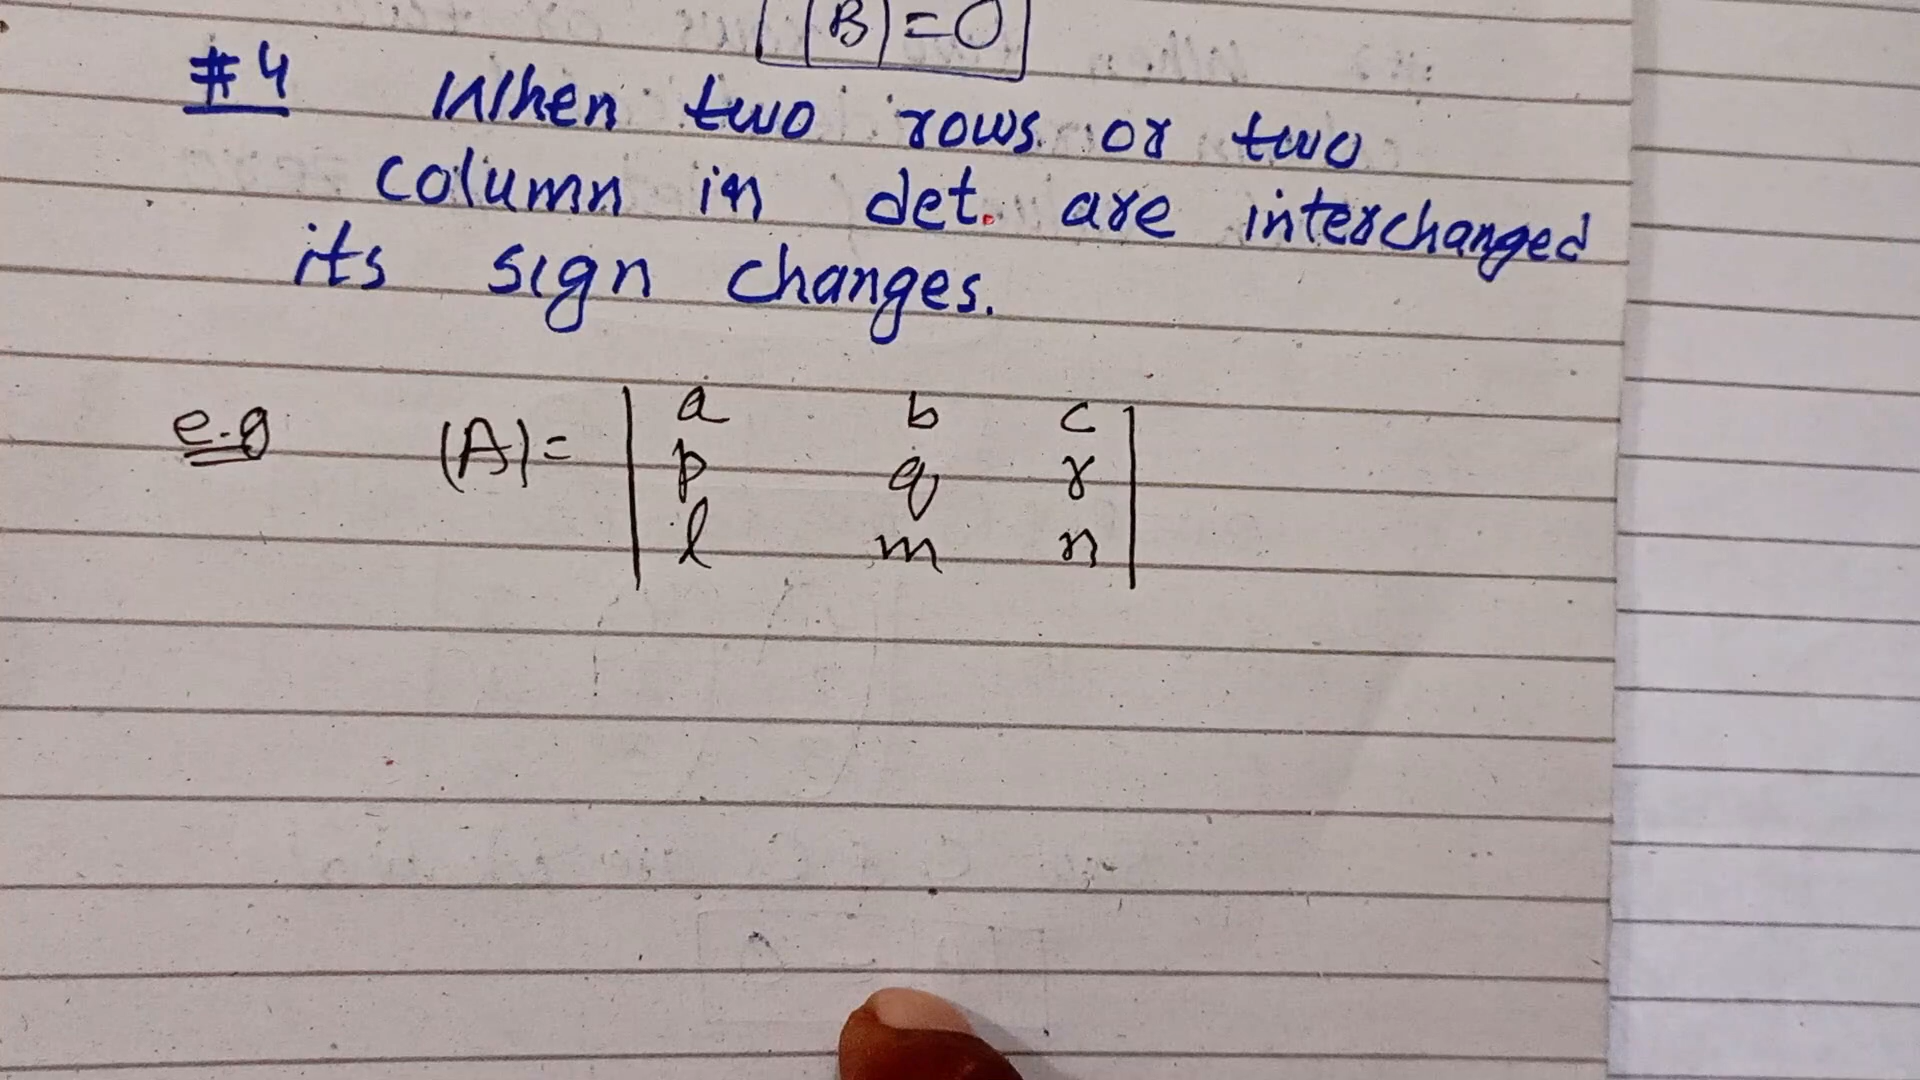 |B|=0
#4 When two rows or two
column in det. are interchanged
its sign changes.
e.g |A|= | a b c |
p q r
l m n